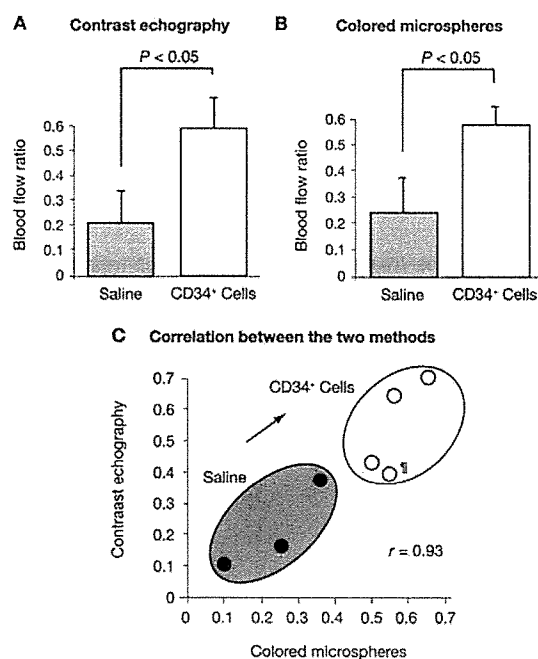 A Contrast echography
P < 0.05
Blood flow ratio
0.6
0.5
0.4
0.3
0.2
0.1
0
Saline CD34+ Cells
B Colored microspheres
P < 0.05
Blood flow ratio
0.6
0.5
0.4
0.3
0.2
0.1
0
Saline CD34+ Cells
C Correlation between the two methods
Contraast echography
0.7
0.6
0.5
0.4
0.3
0.2
0.1
0
CD34+ Cells
Saline
¶
r = 0.93
0 0.1 0.2 0.3 0.4 0.5 0.6 0.7
Colored microspheres